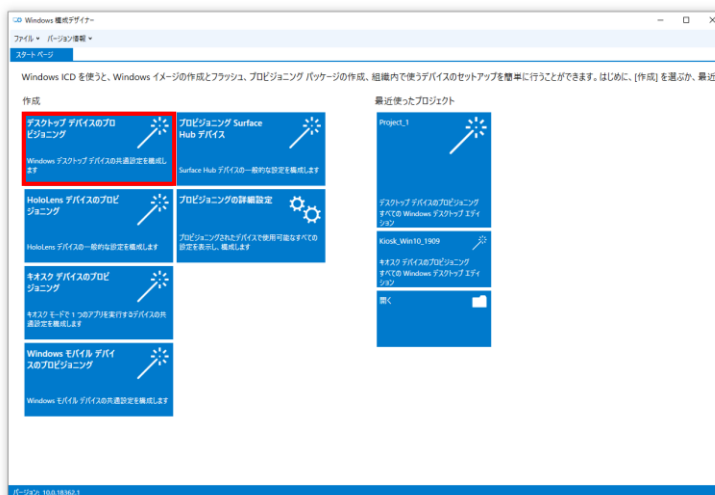 Windows 構成デザイナー
ファイル バージョン情報
スタート ページ
Windows ICD を使うと、Windows イメージの作成とフラッシュ、プロビジョニング パッケージの作成、組織内で使うデバイスのセットアップを簡単に行うことができます。はじめに、[作成] を選ぶか、最近
作成
デスクトップ デバイスのプロ
ビジョニング
Windows デスクトップ デバイスの共通設定を構成し
ます
プロビジョニング Surface
Hub デバイス
Surface Hub デバイスの一般的な設定を構成します
HoloLens デバイスのプロビ
ジョニング
HoloLens デバイスの一般的な設定を構成します
プロビジョニングの詳細設定
プロビジョニングされたデバイスで使用可能なすべての
設定を表示し、構成します
キオスク デバイスのプロビ
ジョニング
キオスク モードで 1 つのアプリを実行するデバイスの共
通設定を構成します
Windows モバイル デバイ
スのプロビジョニング
Windows モバイル デバイスの共通設定を構成します
最近使ったプロジェクト
Project_1
デスクトップ デバイスのプロビジョニング
すべての Windows デスクトップ エディ
ション
Kiosk_Win10_1909
キオスク デバイスのプロビジョニング
すべての Windows デスクトップ エディ
ション
開く
バージョン: 10.0.18362.1